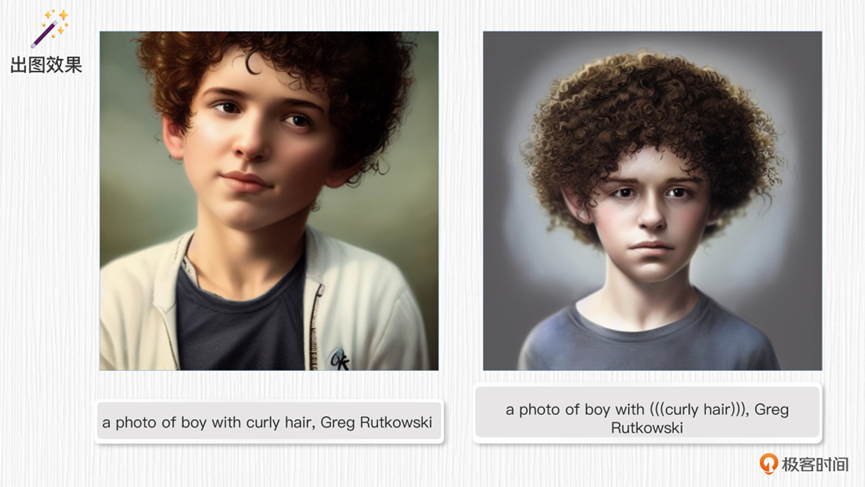 出图效果
a photo of boy with curly hair, Greg Rutkowski
a photo of boy with (((curly hair))), Greg
Rutkowski
极客时间